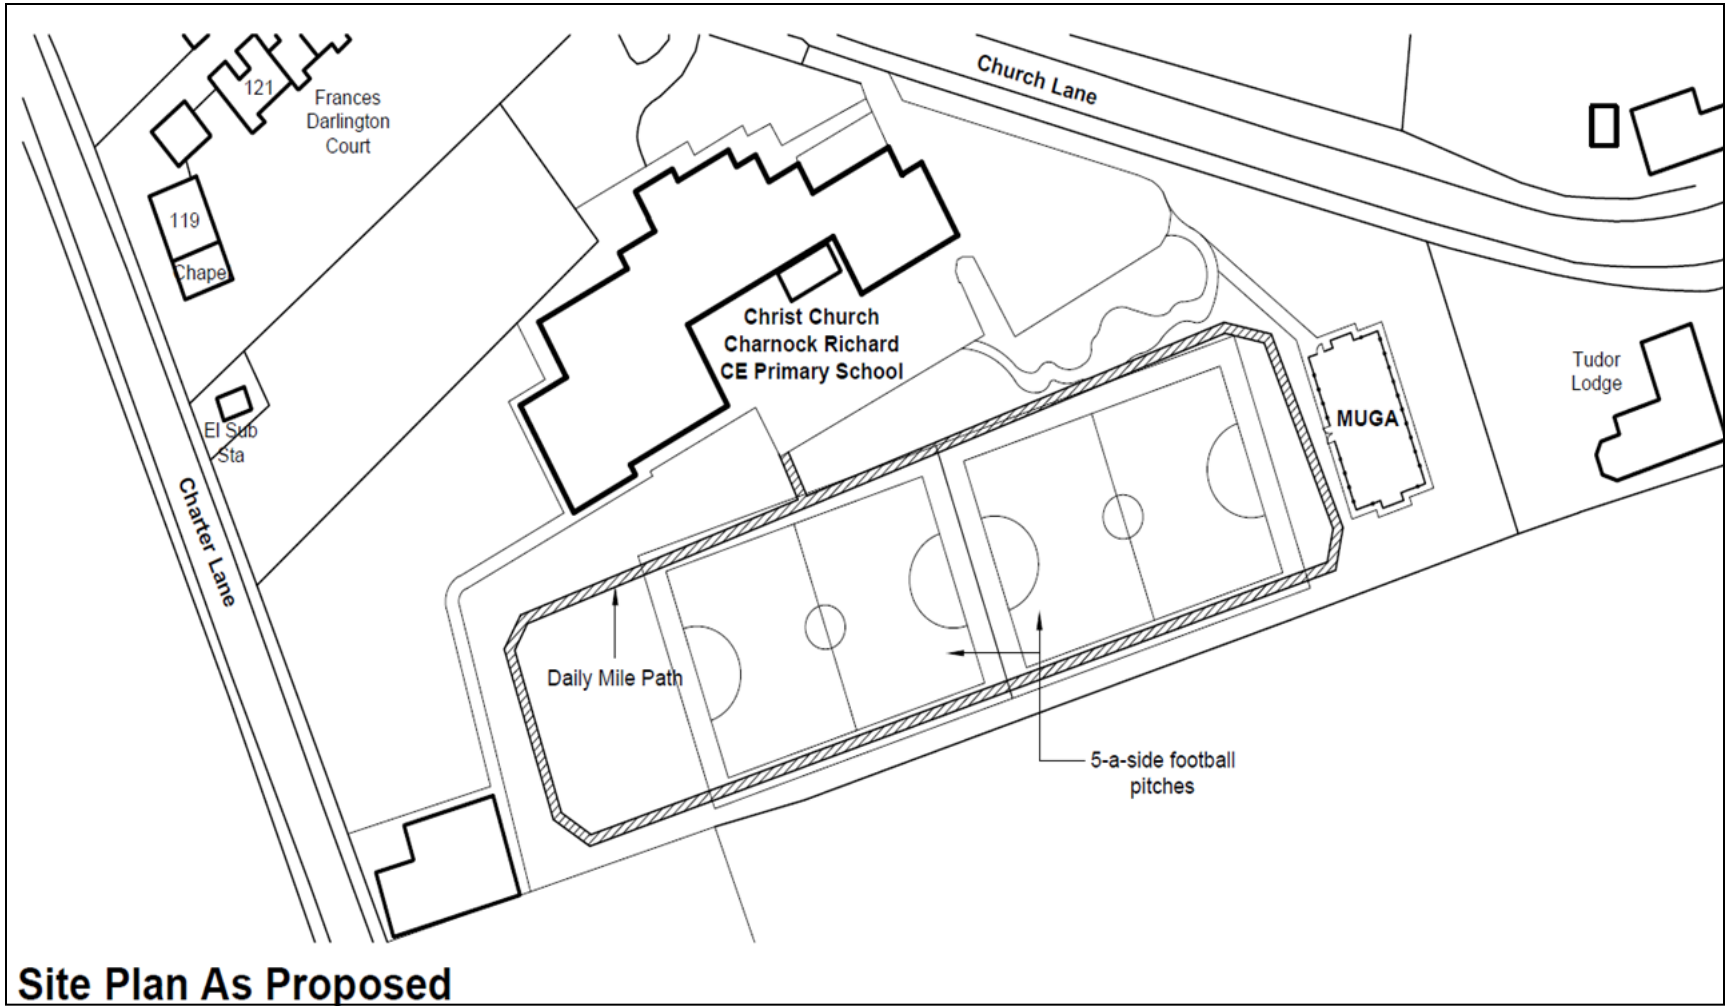 Church Lane
121
Frances
Darlington
Court
119
Chapel
Christ Church
Charnock Richard
CE Primary School
Tudor
Lodge
MUGA
El Sub
Sta
Charter Lane
Daily Mile Path
5-a-side football
pitches
Site Plan As Proposed